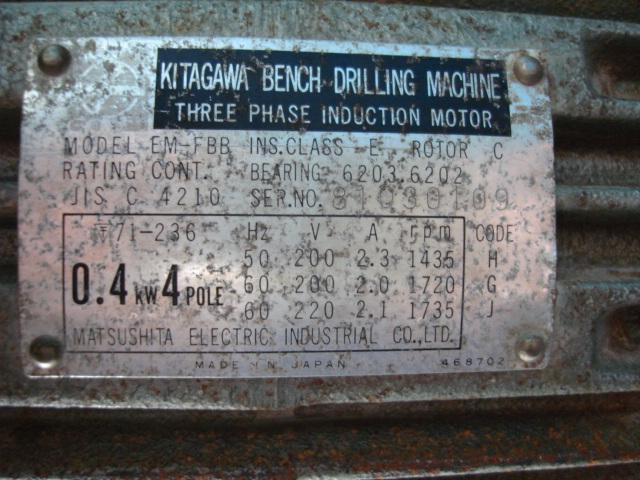 KITAGAWA BENCH DRILLING MACHINE
THREE PHASE INDUCTION MOTOR
MODEL EM-FBB INS.CLASS E ROTOR C
RATING CONT. BEARING 6203 6202
JIS C 4210 SER.NO.
〒71-236 Hz V A rpm CODE
50 200 2.3 1435 H
0.4 KW 4 POLE 60 200 2.0 1720 G
60 220 2.1 1735 J
MATSUSHITA ELECTRIC INDUSTRIAL CO.,LTD.
MADE IN JAPAN 468702